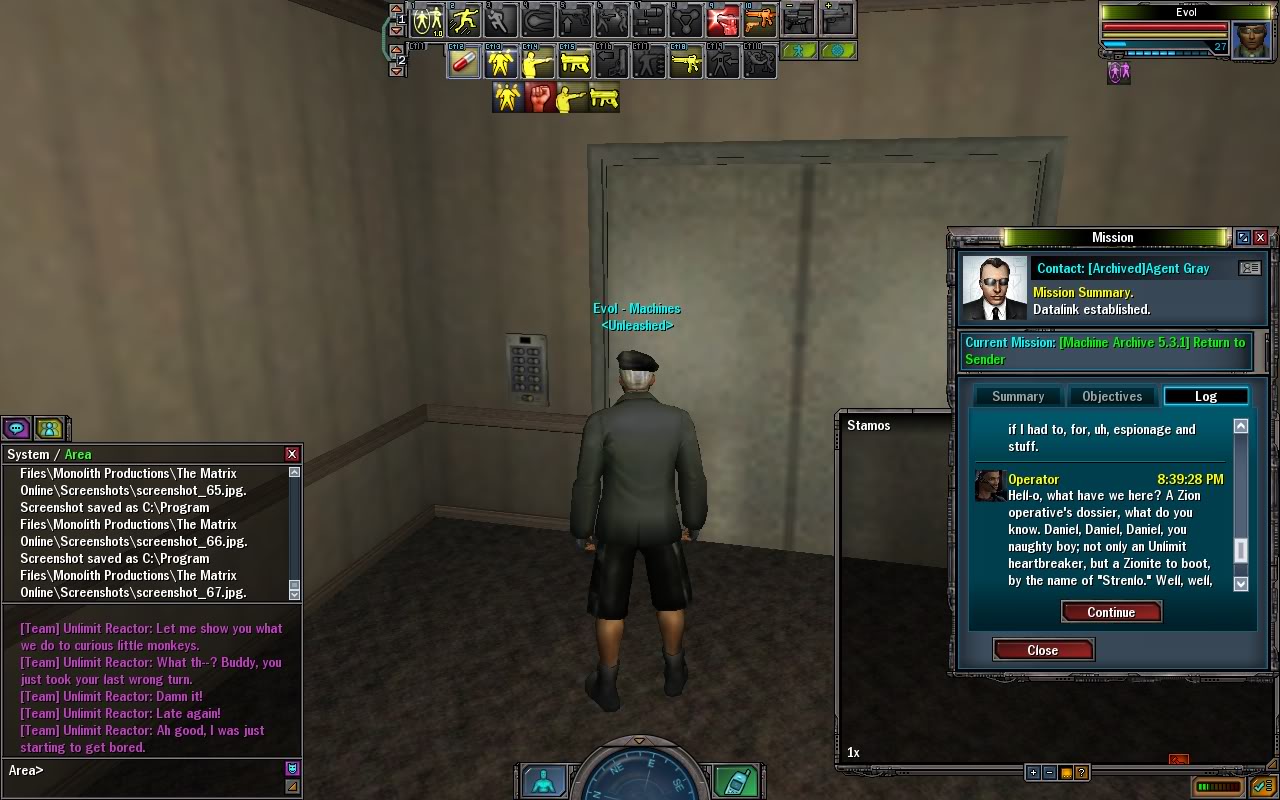 Evol
27
1
2
1.0
Evol - Machines
<Unleashed>
Mission
Contact: [Archived]Agent Gray
Mission Summary.
Datalink established.
Current Mission: [Machine Archive 5.3.1] Return to
Sender
Summary
Objectives
Log
if I had to, for, uh, espionage and
stuff.
Operator
8:39:28 PM
Hell-o, what have we here? A Zion
operative's dossier, what do you
know. Daniel, Daniel, Daniel, you
naughty boy; not only an Unlimit
heartbreaker, but a Zionite to boot,
by the name of "Strenlo." Well, well,
Continue
Close
Stamos
1x
System / Area
Files\Monolith Productions\The Matrix
Online\Screenshots\screenshot_65.jpg.
Screenshot saved as C:\Program
Files\Monolith Productions\The Matrix
Online\Screenshots\screenshot_66.jpg.
Screenshot saved as C:\Program
Files\Monolith Productions\The Matrix
Online\Screenshots\screenshot_67.jpg.
[Team] Unlimit Reactor: Let me show you what
we do to curious little monkeys.
[Team] Unlimit Reactor: What th--? Buddy, you
just took your last wrong turn.
[Team] Unlimit Reactor: Damn it!
[Team] Unlimit Reactor: Late again!
[Team] Unlimit Reactor: Ah good, I was just
starting to get bored.
Area>
N
NE
E
SE